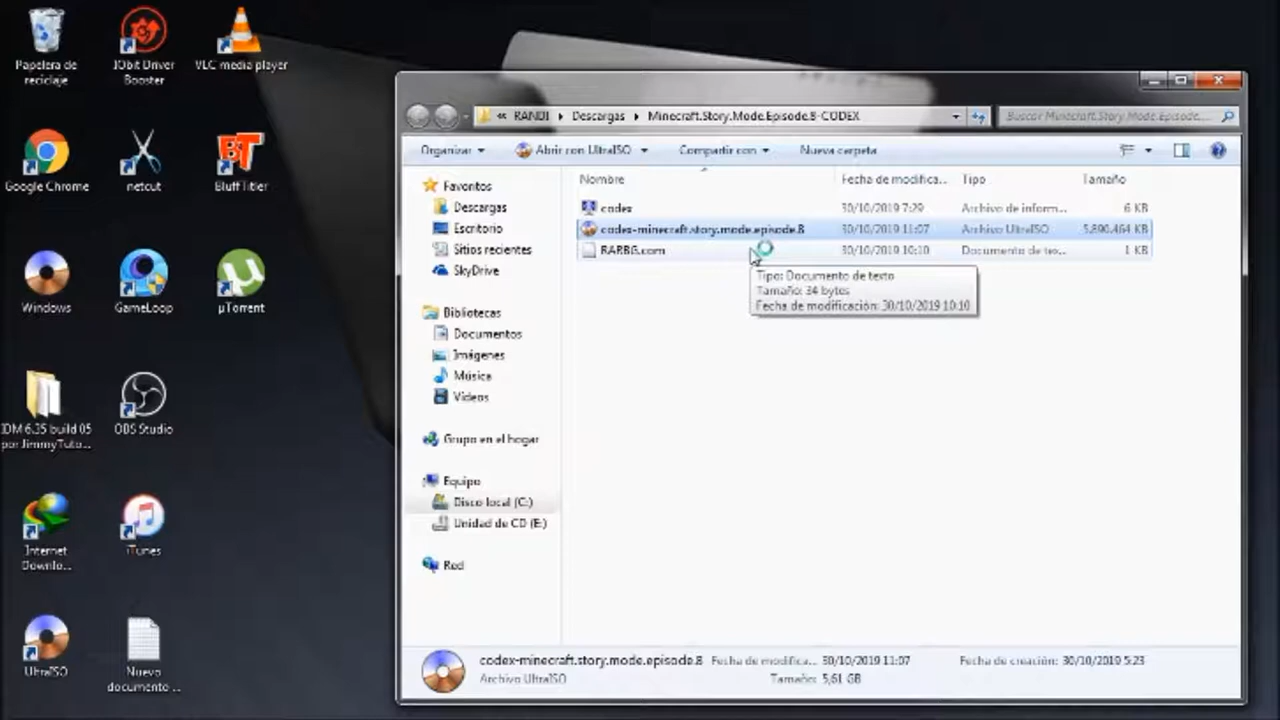 Papelera de
reciclaje
IObit Driver
Booster
VLC media player
Google Chrome
netcut
BluffTitler
Windows
GameLoop
µTorrent
IDM 6.35 build 05
por JimmyTuto...
OBS Studio
Internet
Downlo...
iTunes
UltraISO
Nuevo
documento ...
« RANDI ▸ Descargas ▸ Minecraft.Story.Mode.Episode.8-CODEX
Buscar Minecraft.Story.Mode.Episode....
Organizar Abrir con UltraISO Compartir con Nueva carpeta
Favoritos
Descargas
Escritorio
Sitios recientes
SkyDrive
Bibliotecas
Documentos
Imágenes
Música
Vídeos
Grupo en el hogar
Equipo
Disco local (C:)
Unidad de CD (E:)
Red
Nombre Fecha de modifica... Tipo Tamaño
codex 30/10/2019 7:29 Archivo de inform... 6 KB
codex-minecraft.story.mode.episode.8 30/10/2019 11:07 Archivo UltraISO 5.890.464 KB
RARBG.com 30/10/2019 10:10 Documento de tex... 1 KB
Tipo: Documento de texto
Tamaño: 34 bytes
Fecha de modificación: 30/10/2019 10:10
codex-minecraft.story.mode.episode.8 Fecha de modifica... 30/10/2019 11:07 Fecha de creación: 30/10/2019 5:23
Archivo UltraISO Tamaño: 5,61 GB